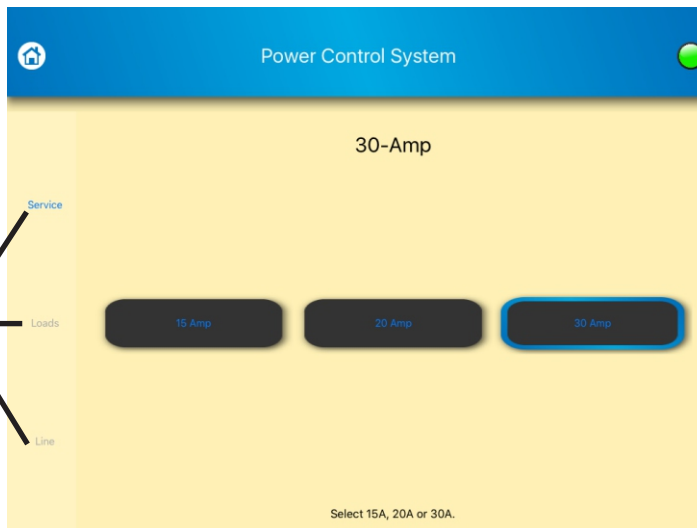 Power Control System
30-Amp
Service
Loads
15 Amp
20 Amp
30 Amp
Line
Select 15A, 20A or 30A.